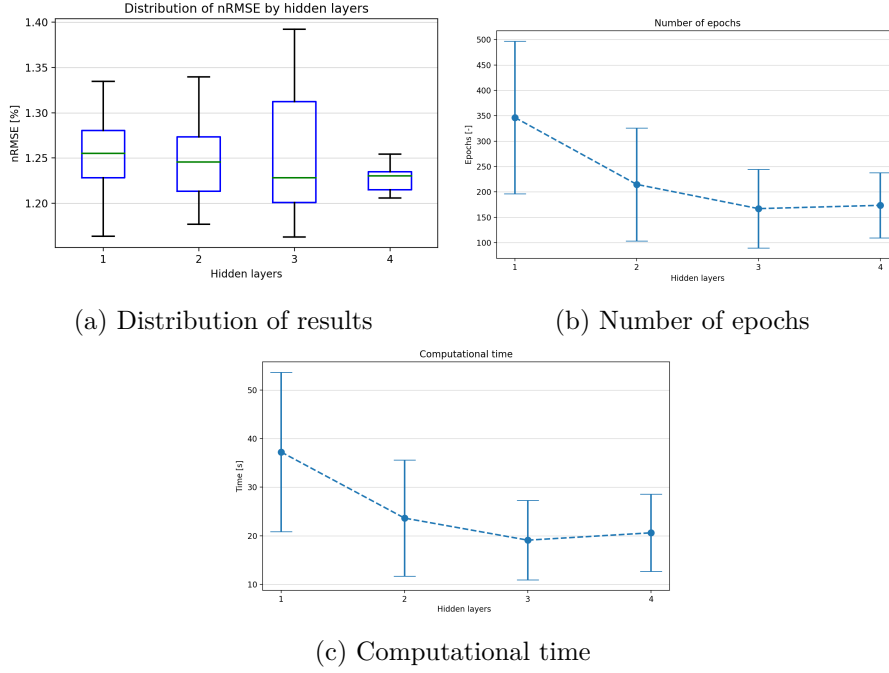 Distribution of nRMSE by hidden layers
nRMSE [%]
1.40
1.35
1.30
1.25
1.20
1 2 3 4
Hidden layers
(a) Distribution of results
Number of epochs
Epochs [-]
500
450
400
350
300
250
200
150
100
1 2 3 4
Hidden layers
(b) Number of epochs
Computational time
Time [s]
50
40
30
20
10
1 2 3 4
Hidden layers
(c) Computational time